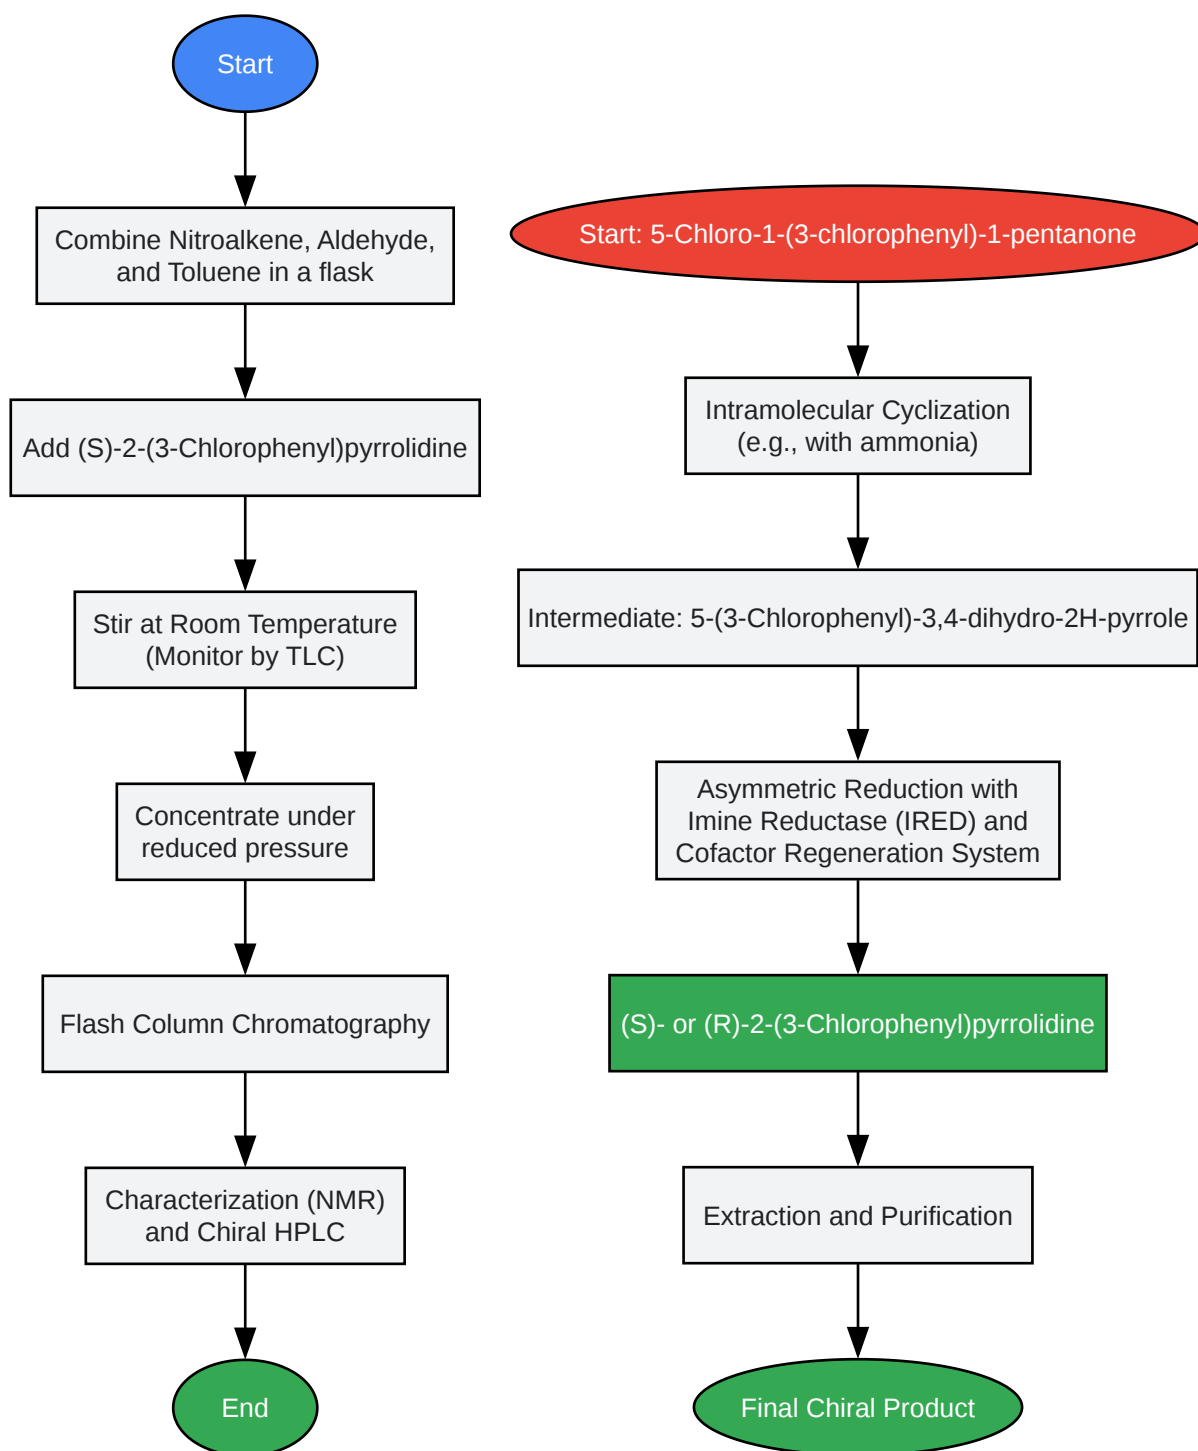 Start
Combine Nitroalkene, Aldehyde,
and Toluene in a flask
Add (S)-2-(3-Chlorophenyl)pyrrolidine
Stir at Room Temperature
(Monitor by TLC)
Concentrate under
reduced pressure
Flash Column Chromatography
Characterization (NMR)
and Chiral HPLC
End
Start: 5-Chloro-1-(3-chlorophenyl)-1-pentanone
Intramolecular Cyclization
(e.g., with ammonia)
Intermediate: 5-(3-Chlorophenyl)-3,4-dihydro-2H-pyrrole
Asymmetric Reduction with
Imine Reductase (IRED) and
Cofactor Regeneration System
(S)- or (R)-2-(3-Chlorophenyl)pyrrolidine
Extraction and Purification
Final Chiral Product